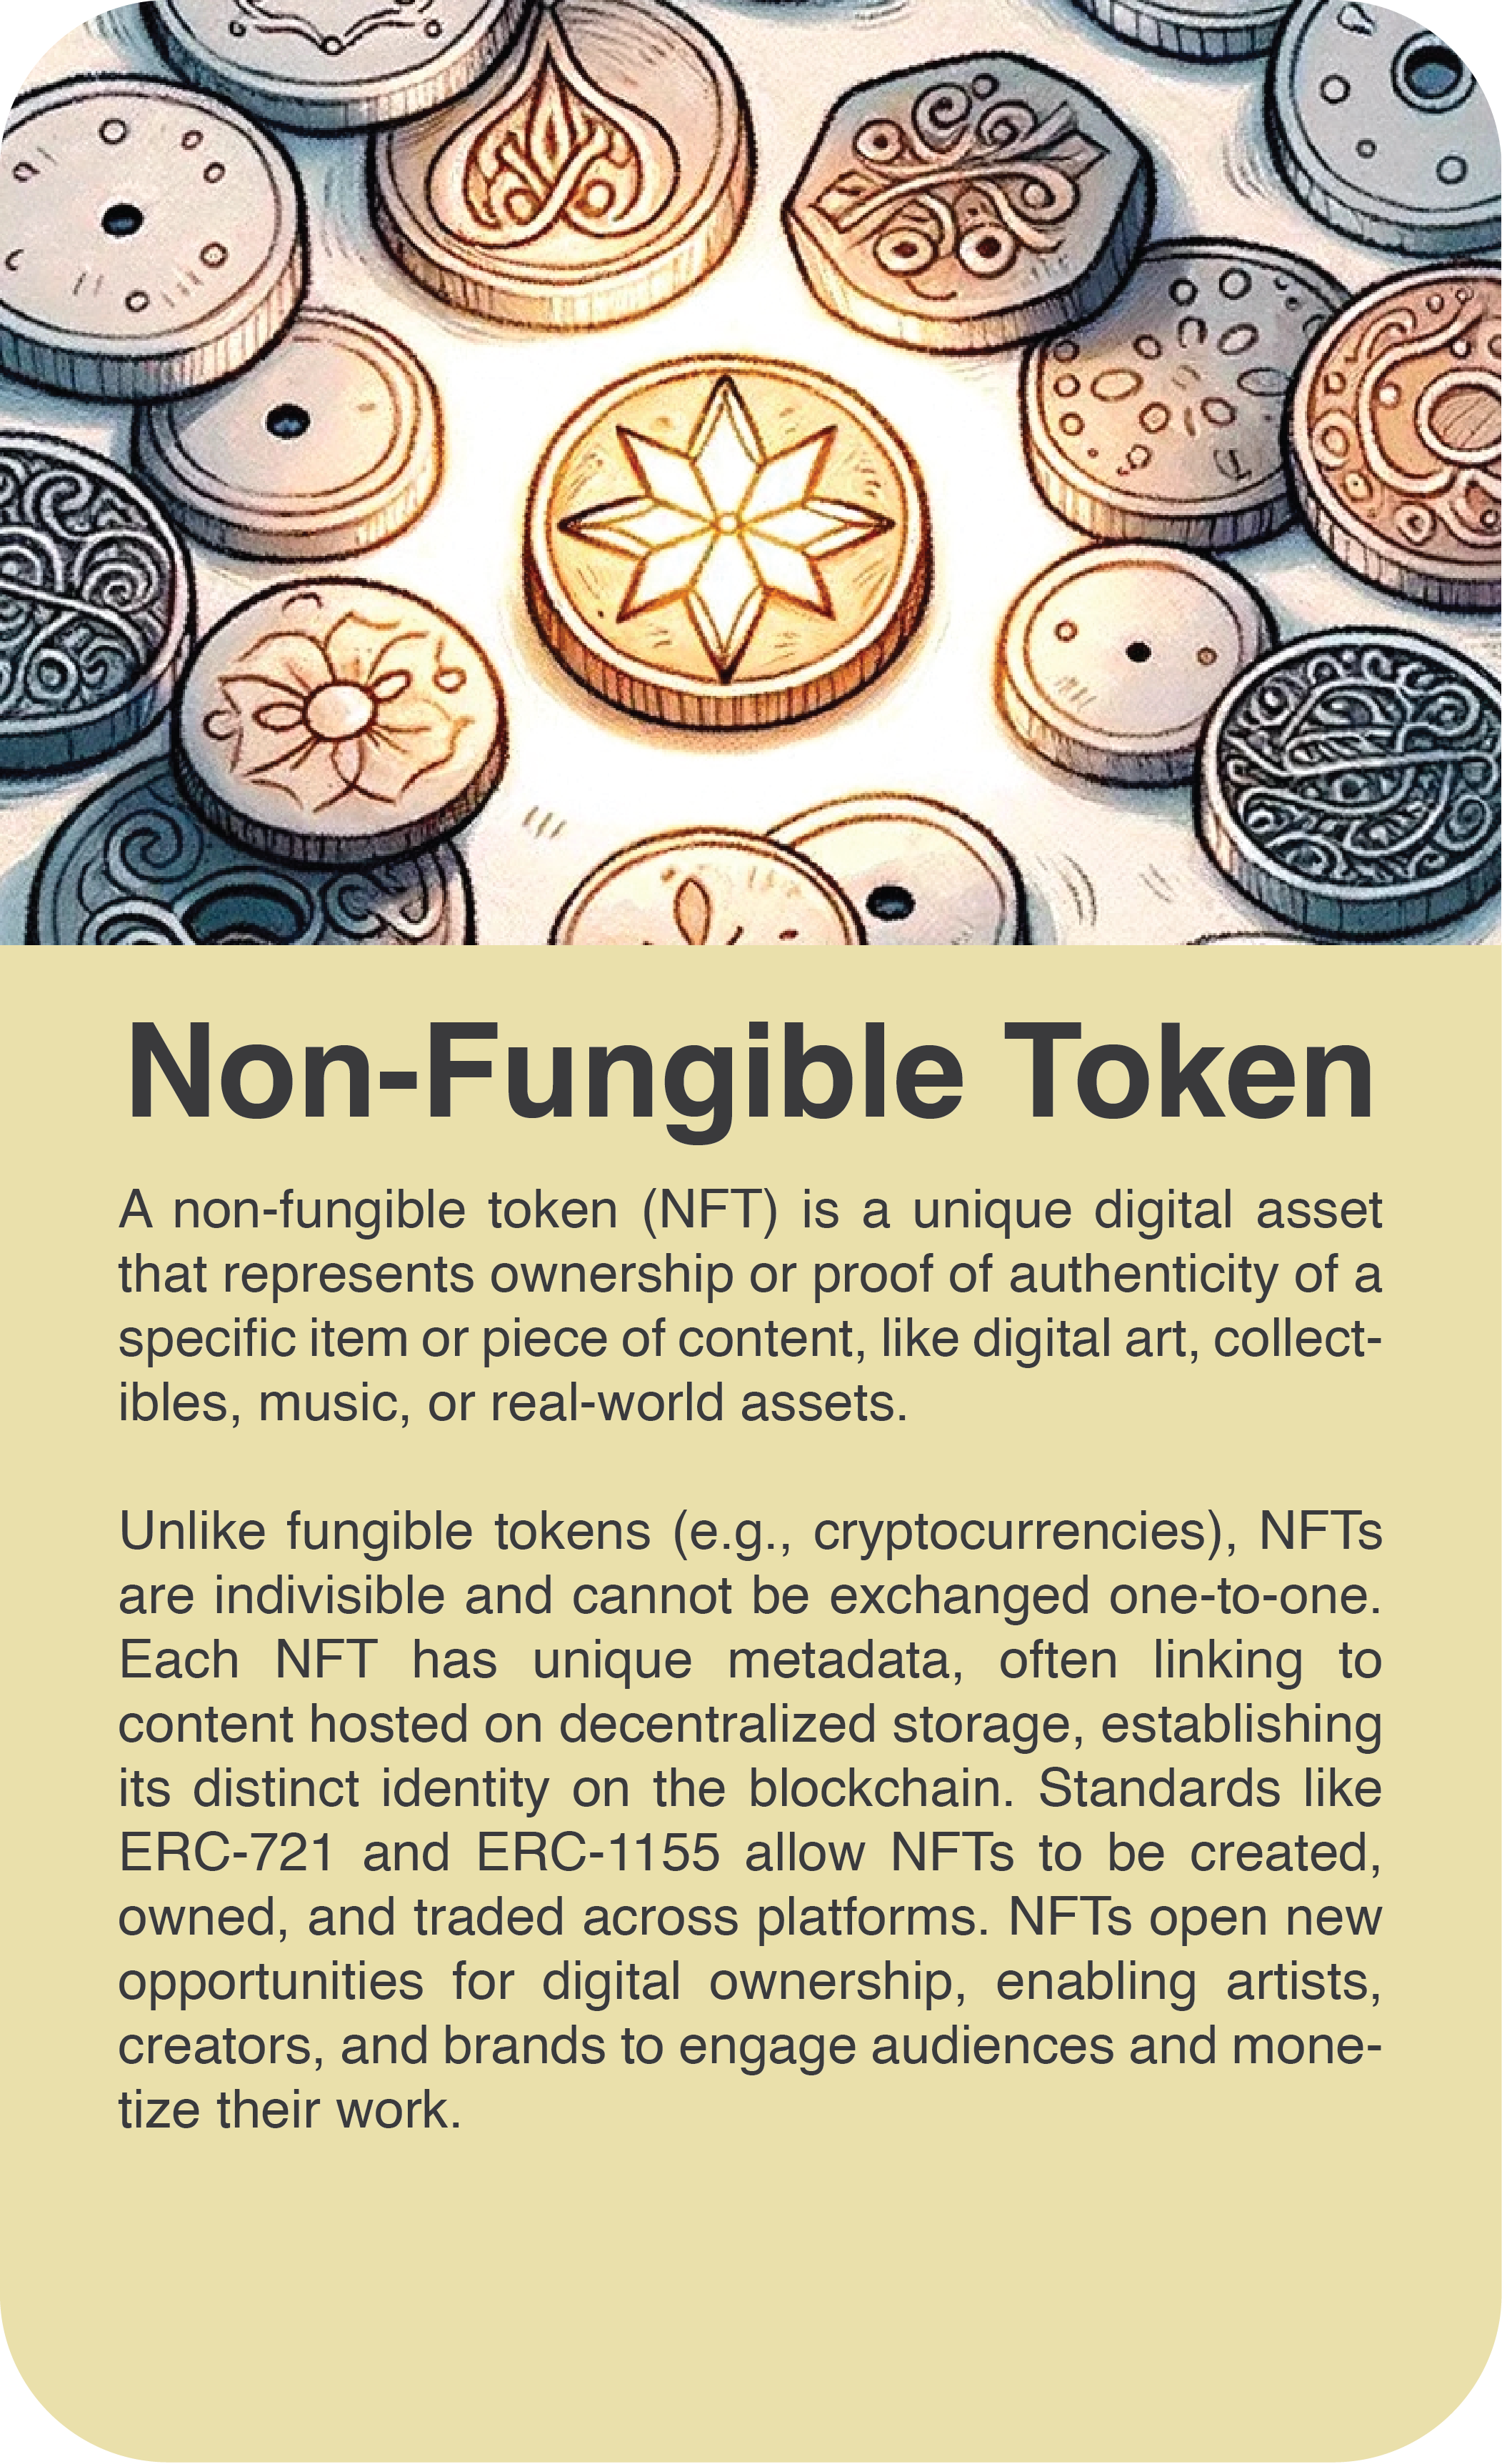 Non-Fungible Token
A non-fungible token (NFT) is a unique digital asset
that represents ownership or proof of authenticity of a
specific item or piece of content, like digital art, collect-
ibles, music, or real-world assets.
Unlike fungible tokens (e.g., cryptocurrencies), NFTs
are indivisible and cannot be exchanged one-to-one.
Each NFT has unique metadata, often linking to
content hosted on decentralized storage, establishing
its distinct identity on the blockchain. Standards like
ERC-721 and ERC-1155 allow NFTs to be created,
owned, and traded across platforms. NFTs open new
opportunities for digital ownership, enabling artists,
creators, and brands to engage audiences and mone-
tize their work.